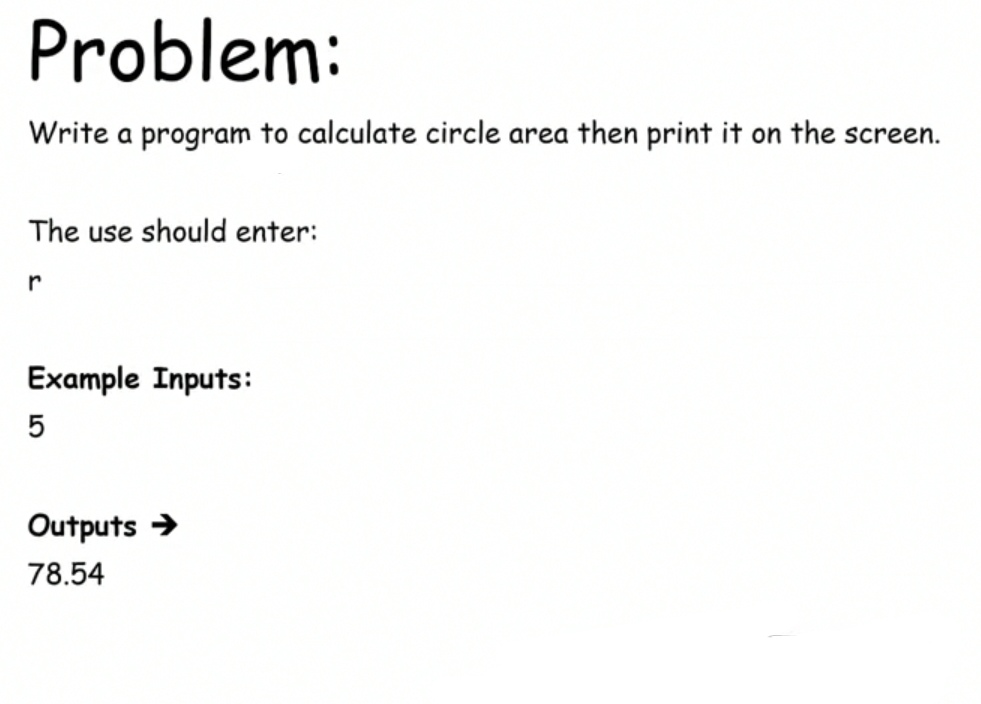 Problem:
Write a program to calculate circle area then print it on the screen.
The use should enter:
r
Example Inputs:
5
Outputs ➔
78.54